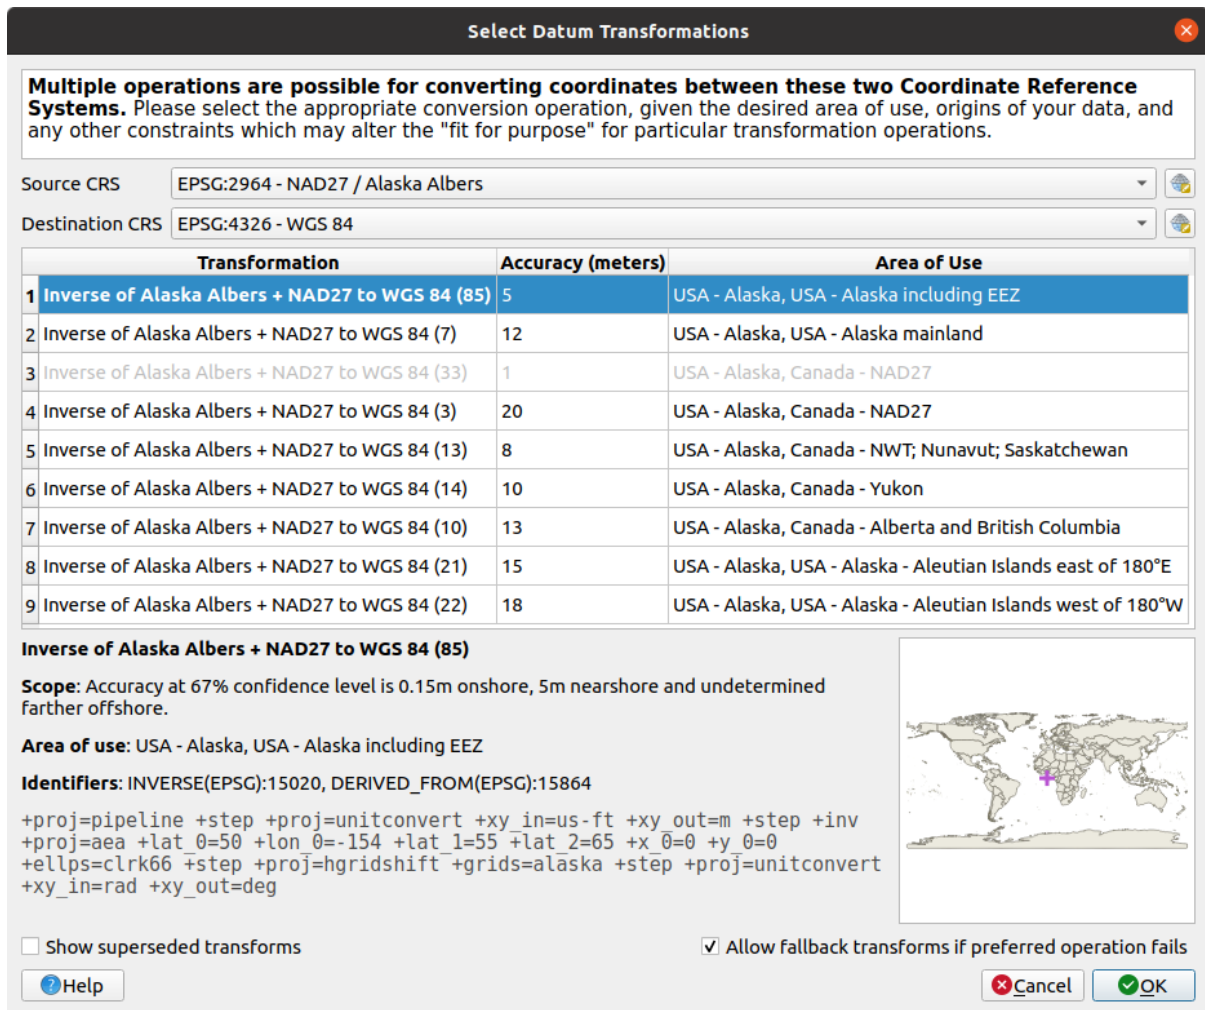 Select Datum Transformations
Multiple operations are possible for converting coordinates between these two Coordinate Reference
Systems. Please select the appropriate conversion operation, given the desired area of use, origins of your data, and
any other constraints which may alter the "fit for purpose" for particular transformation operations.
Source CRS EPSG:2964 - NAD27 / Alaska Albers
Destination CRS EPSG:4326 - WGS 84
Transformation Accuracy (meters) Area of Use
1 Inverse of Alaska Albers + NAD27 to WGS 84 (85) 5 USA - Alaska, USA - Alaska including EEZ
2 Inverse of Alaska Albers + NAD27 to WGS 84 (7) 12 USA - Alaska, USA - Alaska mainland
3 Inverse of Alaska Albers + NAD27 to WGS 84 (33) 1 USA - Alaska, Canada - NAD27
4 Inverse of Alaska Albers + NAD27 to WGS 84 (3) 20 USA - Alaska, Canada - NAD27
5 Inverse of Alaska Albers + NAD27 to WGS 84 (13) 8 USA - Alaska, Canada - NWT; Nunavut; Saskatchewan
6 Inverse of Alaska Albers + NAD27 to WGS 84 (14) 10 USA - Alaska, Canada - Yukon
7 Inverse of Alaska Albers + NAD27 to WGS 84 (10) 13 USA - Alaska, Canada - Alberta and British Columbia
8 Inverse of Alaska Albers + NAD27 to WGS 84 (21) 15 USA - Alaska, USA - Alaska - Aleutian Islands east of 180°E
9 Inverse of Alaska Albers + NAD27 to WGS 84 (22) 18 USA - Alaska, USA - Alaska - Aleutian Islands west of 180°W
Inverse of Alaska Albers + NAD27 to WGS 84 (85)
Scope: Accuracy at 67% confidence level is 0.15m onshore, 5m nearshore and undetermined
farther offshore.
Area of use: USA - Alaska, USA - Alaska including EEZ
Identifiers: INVERSE(EPSG):15020, DERIVED_FROM(EPSG):15864
+proj=pipeline +step +proj=unitconvert +xy_in=us-ft +xy_out=m +step +inv
+proj=aea +lat_0=50 +lon_0=-154 +lat_1=55 +lat_2=65 +x_0=0 +y_0=0
+ellps=clrk66 +step +proj=hgridshift +grids=alaska +step +proj=unitconvert
+xy_in=rad +xy_out=deg
Show superseded transforms Allow fallback transforms if preferred operation fails
Help Cancel OK